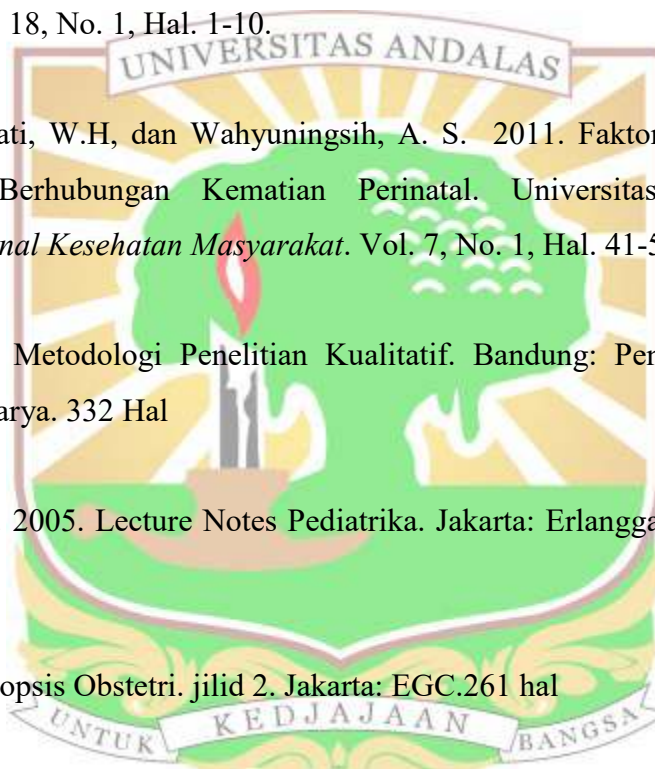 18, No. 1, Hal. 1-10.
UNIVERSITAS ANDALAS
ati, W.H, dan Wahyuningsih, A. S. 2011. Faktor
Berhubungan Kematian Perinatal. Universitas
nal Kesehatan Masyarakat. Vol. 7, No. 1, Hal. 41-5
Metodologi Penelitian Kualitatif. Bandung: Pen
arya. 332 Hal
2005. Lecture Notes Pediatrika. Jakarta: Erlangga
opsis Obstetri. jilid 2. Jakarta: EGC.261 hal
UNTUK KEDJAJAAN BANGSA